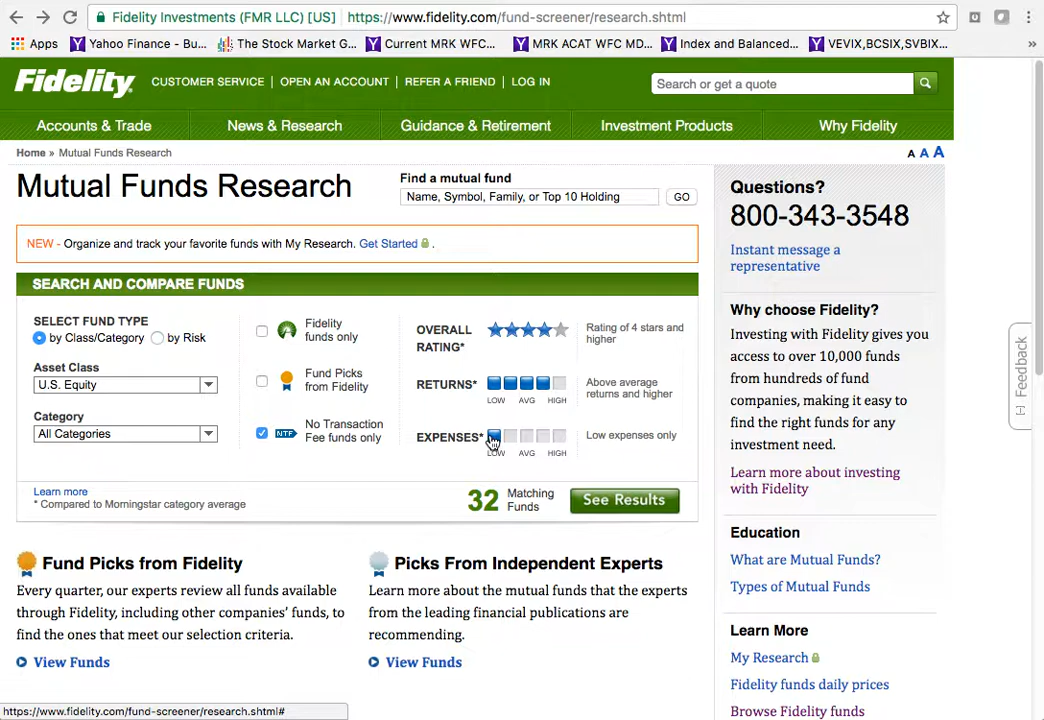 Fidelity Investments (FMR LLC) [US] https://www.fidelity.com/fund-screener/research.shtml
Apps Yahoo Finance - Bu... The Stock Market G... Current MRK WFC... MRK ACAT WFC MD... Index and Balanced... VEVIX,BCSIX,SVBIX... »
Fidelity CUSTOMER SERVICE | OPEN AN ACCOUNT | REFER A FRIEND | LOG IN Search or get a quote
Accounts & Trade News & Research Guidance & Retirement Investment Products Why Fidelity
Home » Mutual Funds Research A A A
Mutual Funds Research
Find a mutual fund
Name, Symbol, Family, or Top 10 Holding GO
NEW - Organize and track your favorite funds with My Research. Get Started .
SEARCH AND COMPARE FUNDS
SELECT FUND TYPE
by Class/Category by Risk
Asset Class
U.S. Equity
Category
All Categories
Fidelity
funds only
Fund Picks
from Fidelity
NTF
No Transaction
Fee funds only
OVERALL
RATING*
Rating of 4 stars and
higher
RETURNS*
LOW AVG HIGH
Above average
returns and higher
EXPENSES*
LOW AVG HIGH
Low expenses only
Learn more
* Compared to Morningstar category average
32 Matching
Funds
See Results
Fund Picks from Fidelity
Every quarter, our experts review all funds available
through Fidelity, including other companies' funds, to
find the ones that meet our selection criteria.
View Funds
Picks From Independent Experts
Learn more about the mutual funds that the experts
from the leading financial publications are
recommending.
View Funds
Questions?
800-343-3548
Instant message a
representative
Why choose Fidelity?
Investing with Fidelity gives you
access to over 10,000 funds
from hundreds of fund
companies, making it easy to
find the right funds for any
investment need.
Learn more about investing
with Fidelity
Education
What are Mutual Funds?
Types of Mutual Funds
Learn More
My Research
Fidelity funds daily prices
Browse Fidelity funds
Feedback
https://www.fidelity.com/fund-screener/research.shtml#